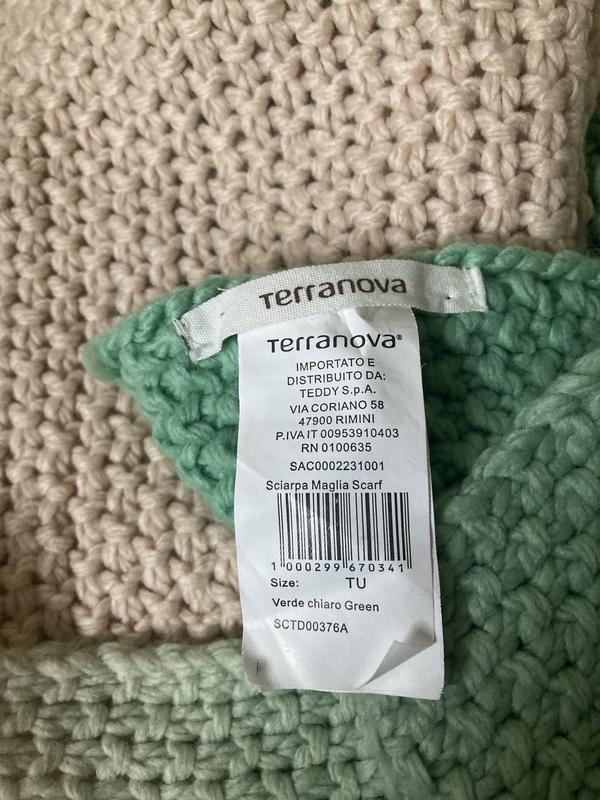 Terranova
Terranova®
IMPORTATO E
DISTRIBUITO DA:
TEDDY S.p.A.
VIA CORIANO 58
47900 RIMINI
P.IVA IT 00953910403
RN 0100635
SAC0002231001
Sciarpa Maglia Scarf
1 000299 670341
Size: TU
Verde chiaro Green
SCTD00376A